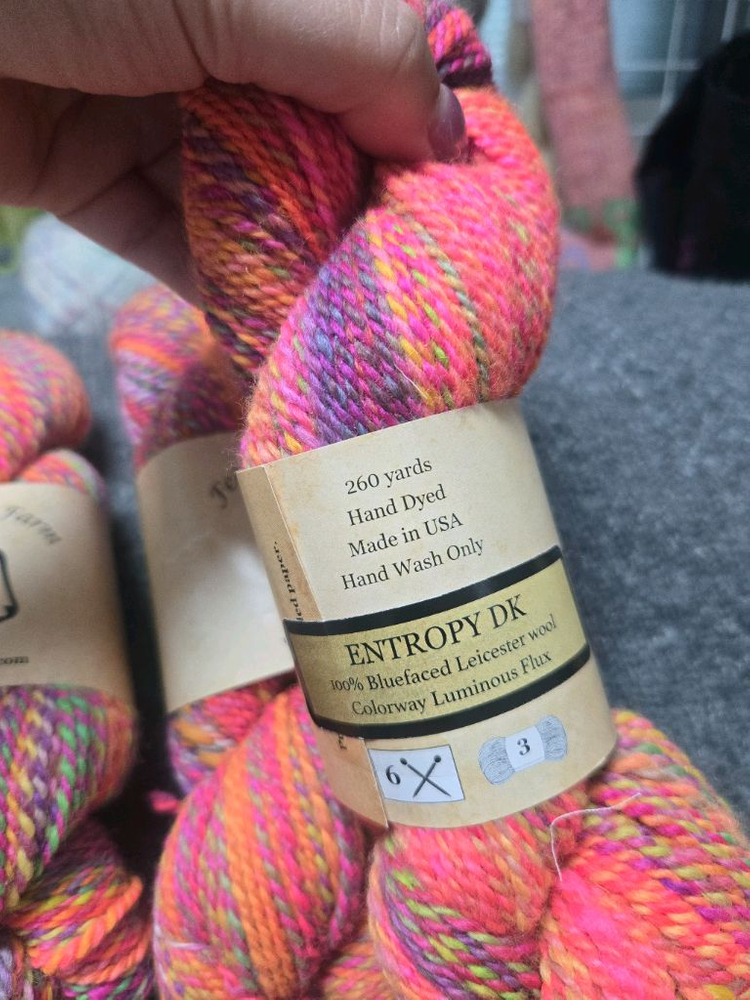 260 yards
Hand Dyed
Made in USA
Hand Wash Only
ENTROPY DK
100% Bluefaced Leicester wool
Colorway Luminous Flux
6
3
Farm